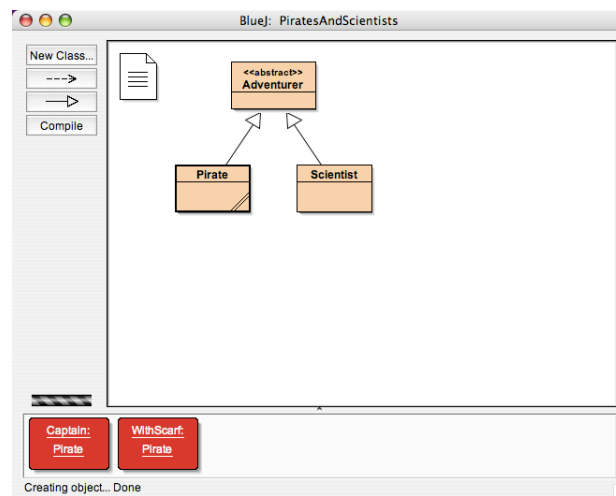 BlueJ: PiratesAndScientists
New Class...
Compile
<<abstract>>
Adventurer
Pirate
Scientist
Captain:
Pirate
WithScarf:
Pirate
Creating object... Done